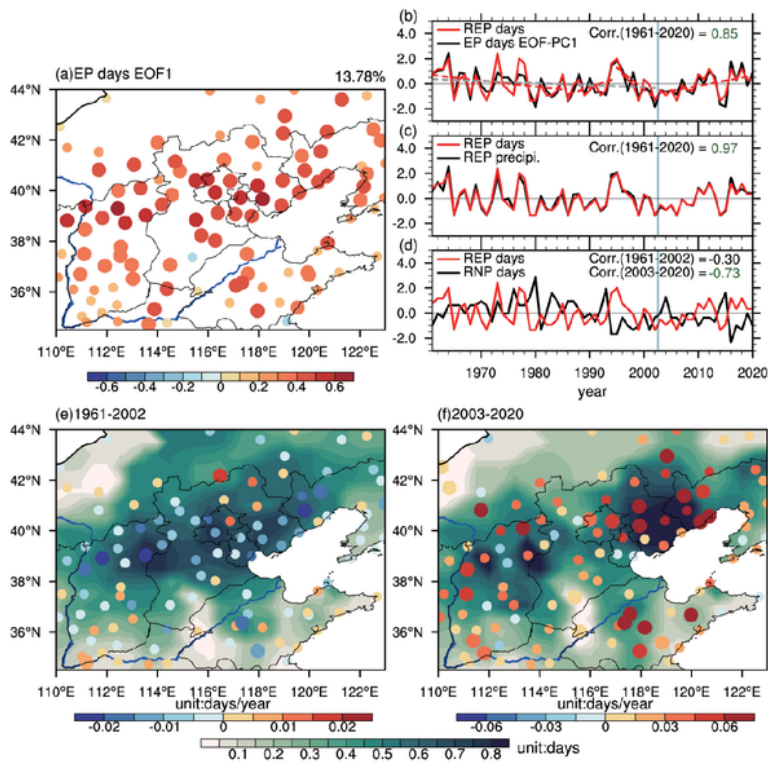 (a)EP days EOF1 13.78%
44°N
42°N
40°N
38°N
36°N
110°E 112°E 114°E 116°E 118°E 120°E 122°E
-0.6 -0.4 -0.2 0 0.2 0.4 0.6
(b)
REP days Corr.(1961-2020) = 0.85
EP days EOF-PC1
4.0
2.0
0.0
-2.0
(c)
REP days Corr.(1961-2020) = 0.97
REP precipi.
4.0
2.0
0.0
-2.0
(d)
REP days Corr.(1961-2002) = -0.30
RNP days Corr.(2003-2020) = -0.73
4.0
2.0
0.0
-2.0
1970 1980 1990 2000 2010 2020
year
(e)1961-2002
44°N
42°N
40°N
38°N
36°N
110°E 112°E 114°E 116°E 118°E 120°E 122°E
unit:days/year
-0.02 -0.01 0 0.01 0.02
(f)2003-2020
44°N
42°N
40°N
38°N
36°N
110°E 112°E 114°E 116°E 118°E 120°E 122°E
unit:days/year
-0.06 -0.03 0 0.03 0.06
0.1 0.2 0.3 0.4 0.5 0.6 0.7 0.8 unit:days